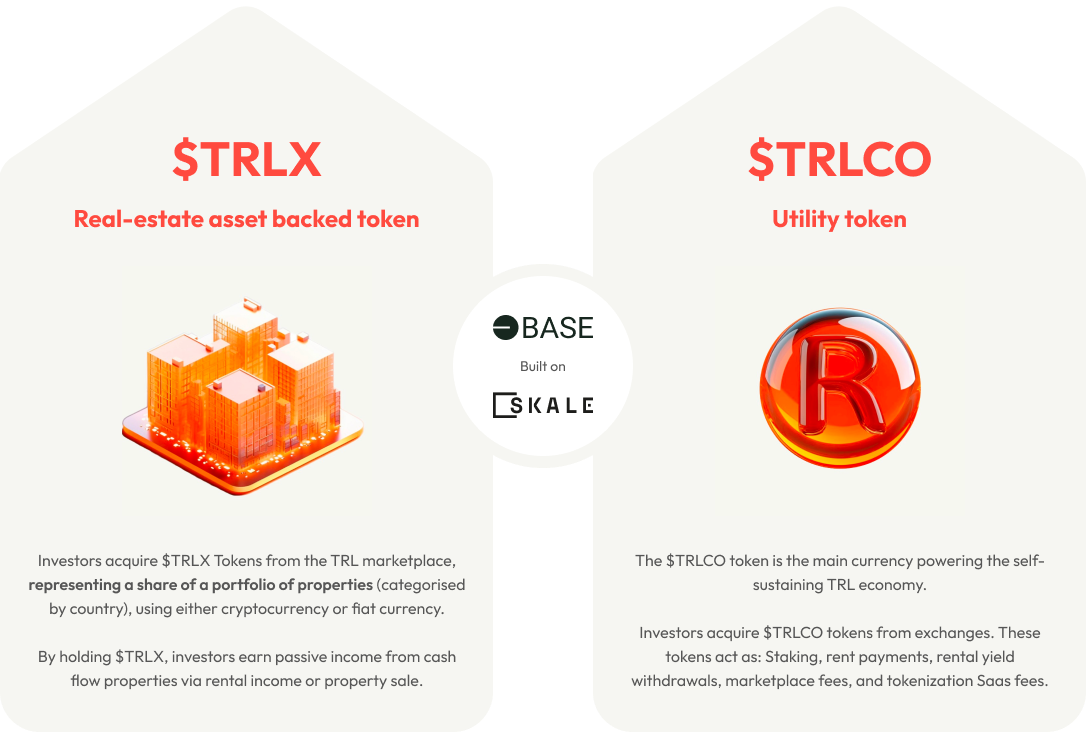 $TRLX
Real-estate asset backed token
Investors acquire $TRLX Tokens from the TRL marketplace,
representing a share of a portfolio of properties (categorised
by country), using either cryptocurrency or fiat currency.
By holding $TRLX, investors earn passive income from cash
flow properties via rental income or property sale.
BASE
Built on
SKALE
$TRLCO
Utility token
R
The $TRLCO token is the main currency powering the self-
sustaining TRL economy.
Investors acquire $TRLCO tokens from exchanges. These
tokens act as: Staking, rent payments, rental yield
withdrawals, marketplace fees, and tokenization Saas fees.